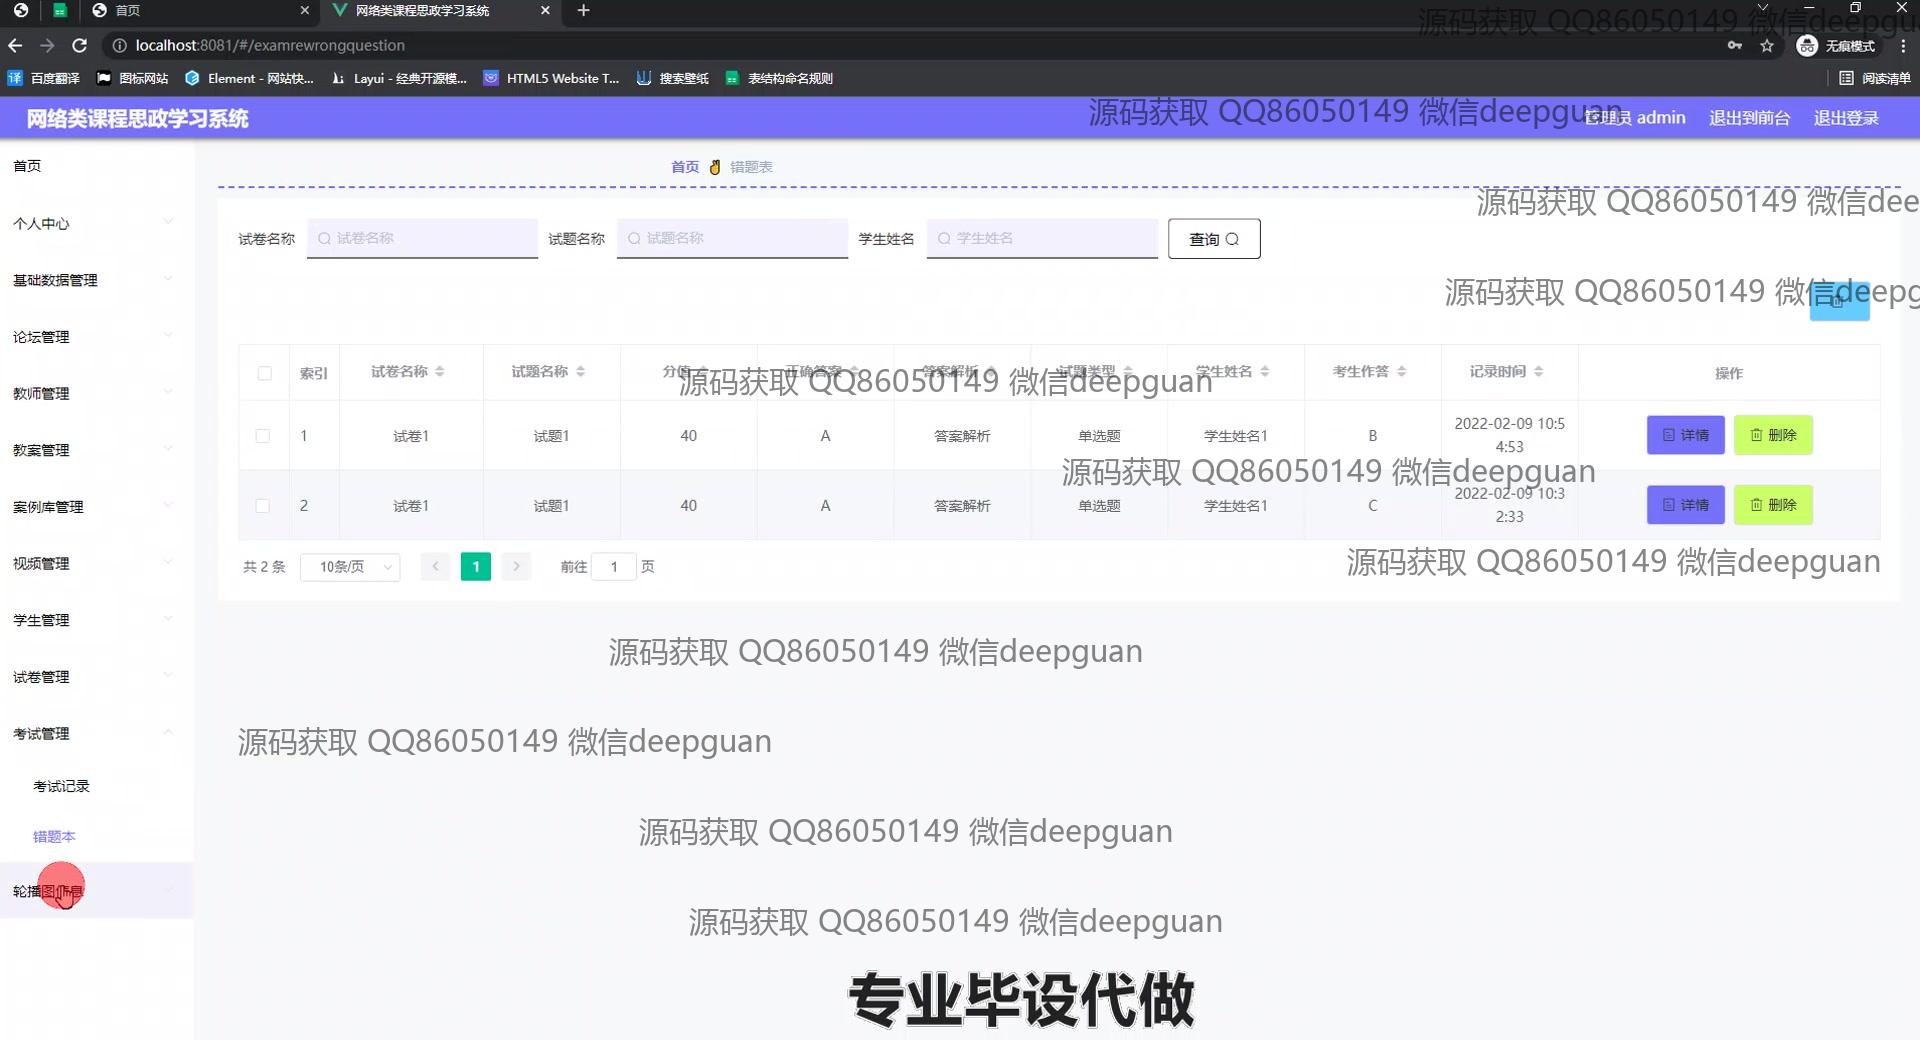 首页
网络类课程思政学习系统
localhost:8081/#/examrewrongquestion
无痕模式
百度翻译 图标网站 Element - 网站快... Layui - 经典开源模... HTML5 Website T... 搜索壁纸 表结构命名规则 阅读清单
源码获取 QQ86050149 微信deepgu
网络类课程思政学习系统
源码获取 QQ86050149 微信deepguan
管理员 admin 退出到前台 退出登录
首页
个人中心
基础数据管理
论坛管理
教师管理
教案管理
案例库管理
视频管理
学生管理
试卷管理
考试管理
考试记录
错题本
轮播图信息
首页 错题表
源码获取 QQ86050149 微信dee
试卷名称 试卷名称 试题名称 试题名称 学生姓名 学生姓名 查询
源码获取 QQ86050149 微信deepg
索引 试卷名称 试题名称 分值 正确答案 答案解析 试题类型 学生姓名 考生作答 记录时间 操作
源码获取 QQ86050149 微信deepguan
1 试卷1 试题1 40 A 答案解析 单选题 学生姓名1 B 2022-02-09 10:5
4:53 详情 删除
源码获取 QQ86050149 微信deepguan
2 试卷1 试题1 40 A 答案解析 单选题 学生姓名1 C 2022-02-09 10:3
2:33 详情 删除
共 2 条 10条/页 1 前往 1 页
源码获取 QQ86050149 微信deepguan
源码获取 QQ86050149 微信deepguan
源码获取 QQ86050149 微信deepguan
源码获取 QQ86050149 微信deepguan
源码获取 QQ86050149 微信deepguan
专业毕设代做